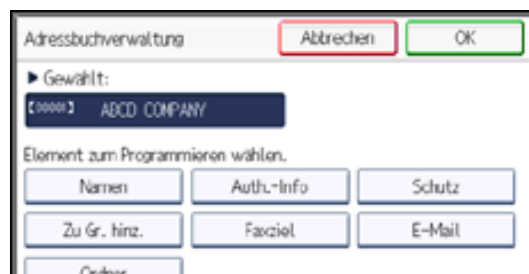 Adressbuchverwaltung Abbrechen OK
▶ Gewählt:
【00001】 ABCD COMPANY
Element zum Programmieren wählen.
Namen Auth.-Info Schutz
Zu Gr. hinz. Faxziel E-Mail
Ordner